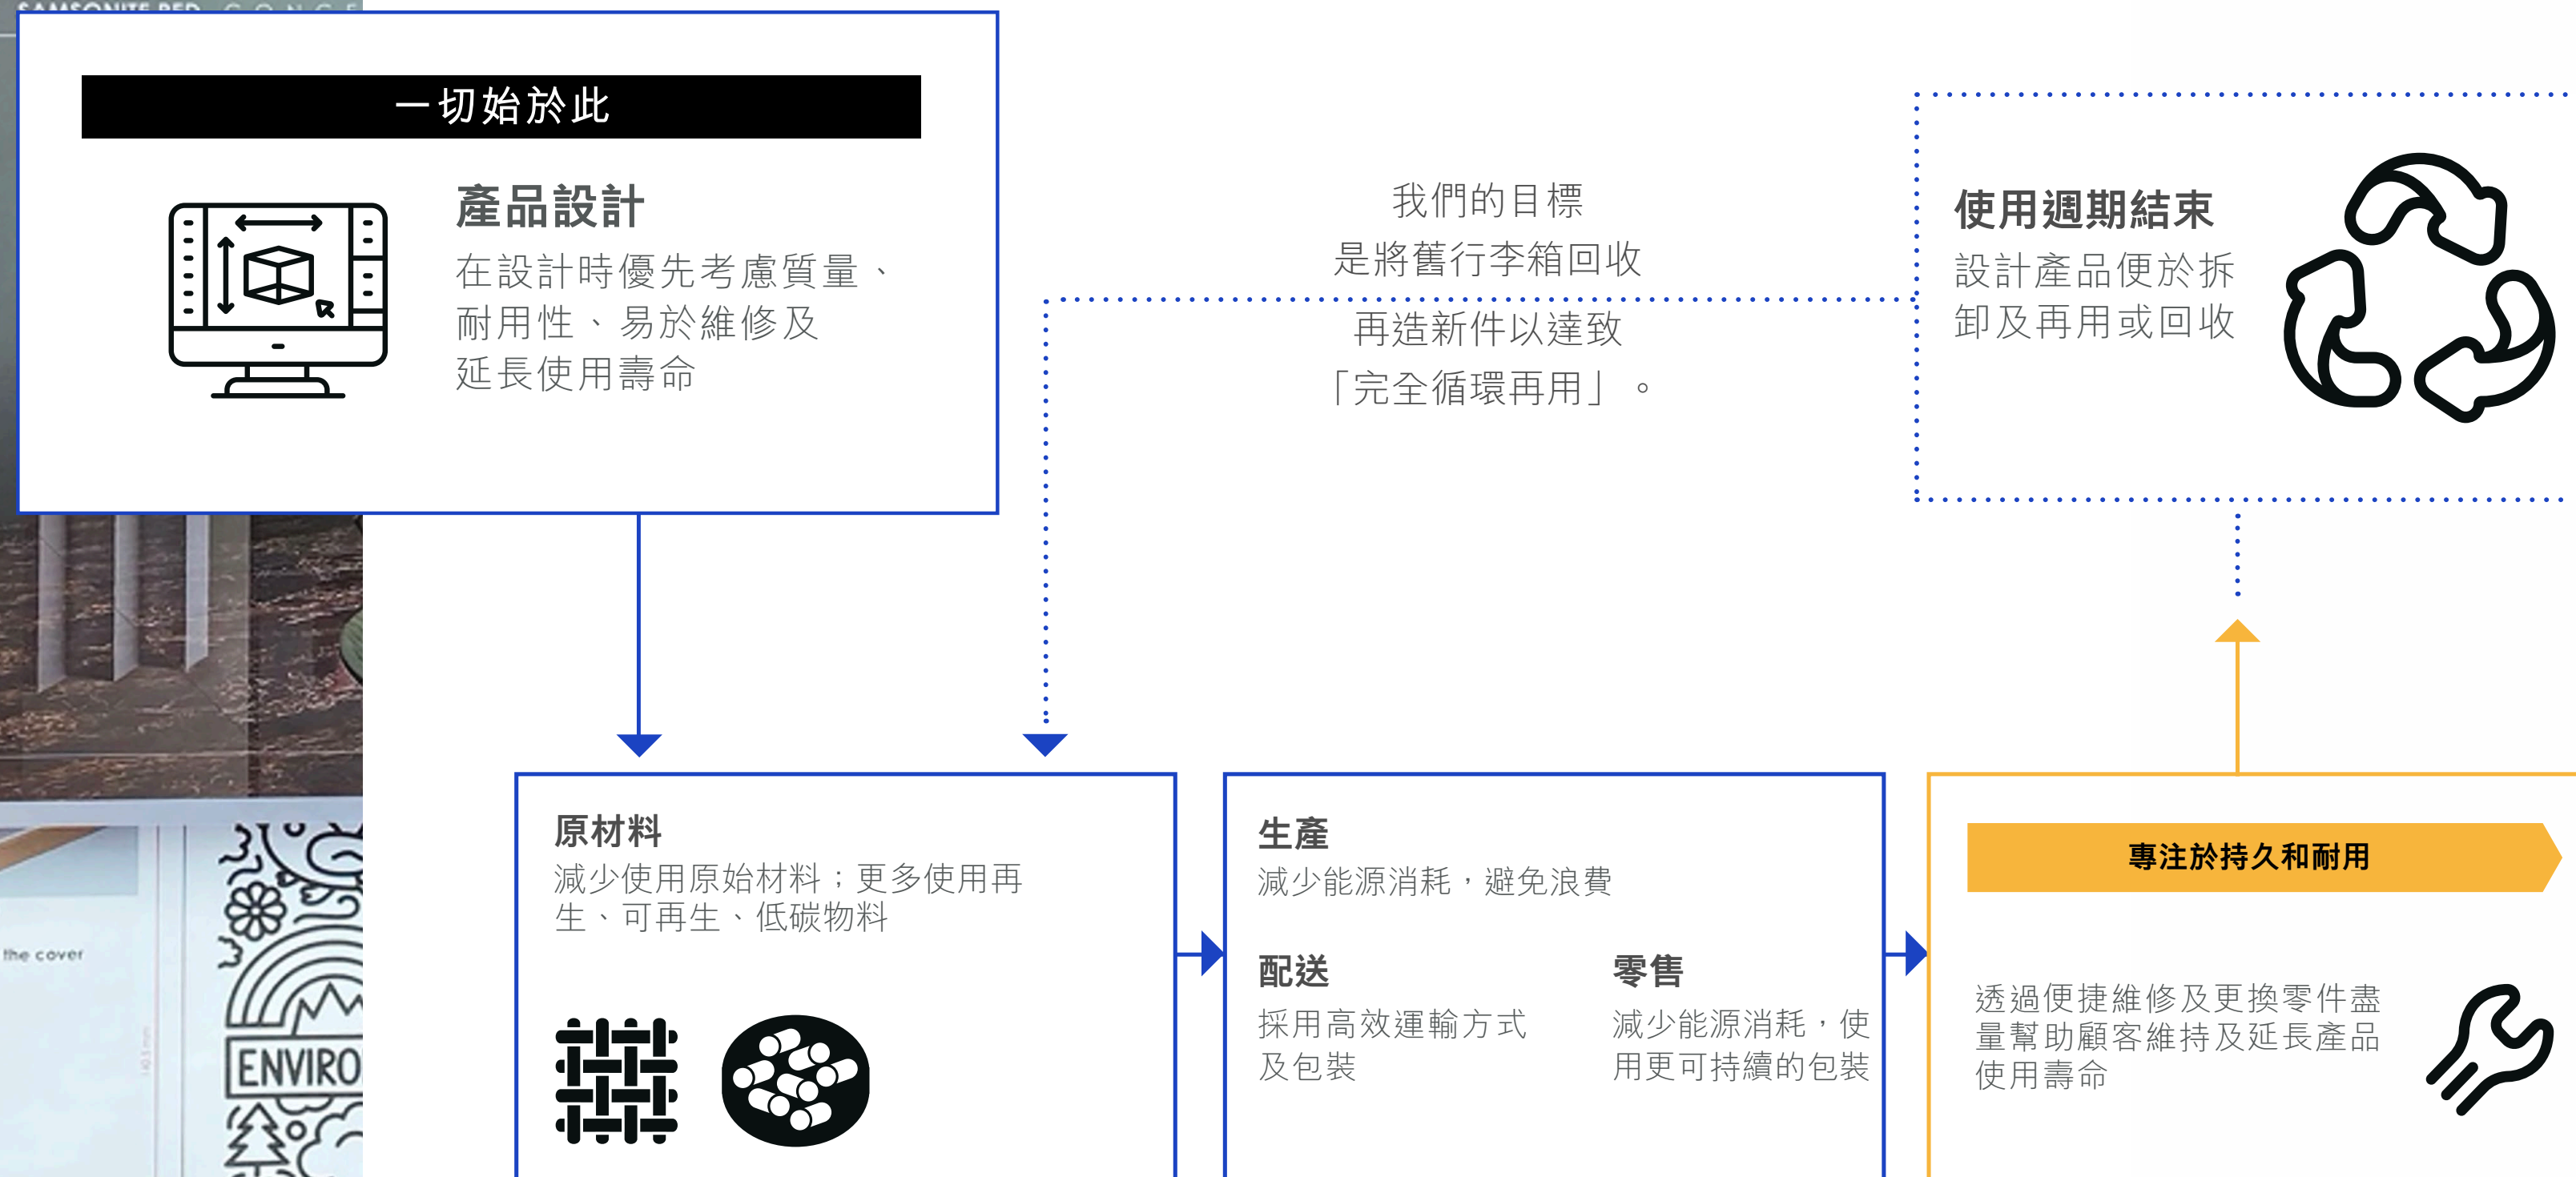 SAMSONITE RED
一切始於此
產品設計
在設計時優先考慮質量、
耐用性、易於維修及
延長使用壽命
我們的目標
是將舊行李箱回收
再造新件以達致
「完全循環再用」。
使用週期結束
設計產品便於拆
卸及再用或回收
原材料
減少使用原始材料；更多使用再
生、可再生、低碳物料
生產
減少能源消耗，避免浪費
配送
採用高效運輸方式
及包裝
零售
減少能源消耗，使
用更可持續的包裝
專注於持久和耐用
透過便捷維修及更換零件盡
量幫助顧客維持及延長產品
使用壽命
the cover
ENVIRO